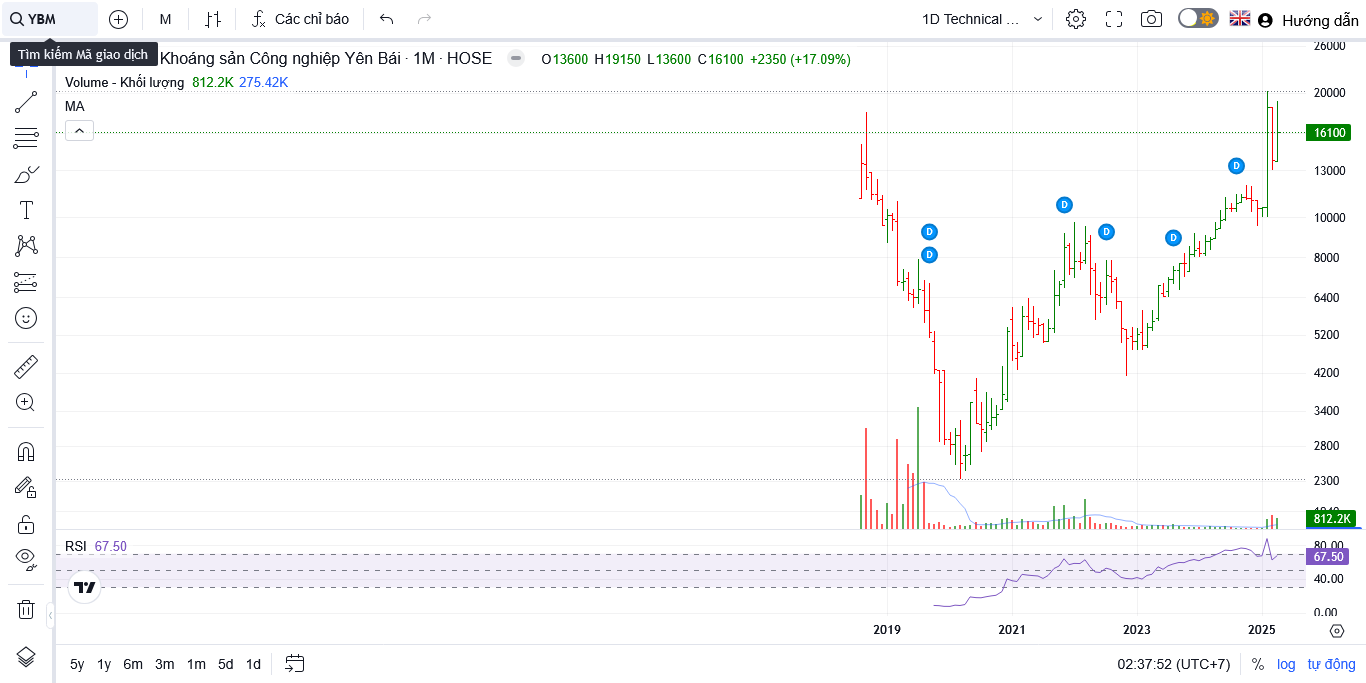 YBM M Các chỉ báo 1D Technical ... Hướng dẫn
Tìm kiếm Mã giao dịch
Khoáng sản Công nghiệp Yên Bái · 1M · HOSE O13600 H19150 L13600 C16100 +2350 (+17.09%)
Volume - Khối lượng 812.2K 275.42K
MA
26000
20000
16100
13000
10000
8000
6400
5200
4200
3400
2800
2300
812.2K
D
D
D
D
D
D
RSI 67.50
80.00
67.50
40.00
0.00
2019 2021 2023 2025
5y 1y 6m 3m 1m 5d 1d 02:37:52 (UTC+7) % log tự động